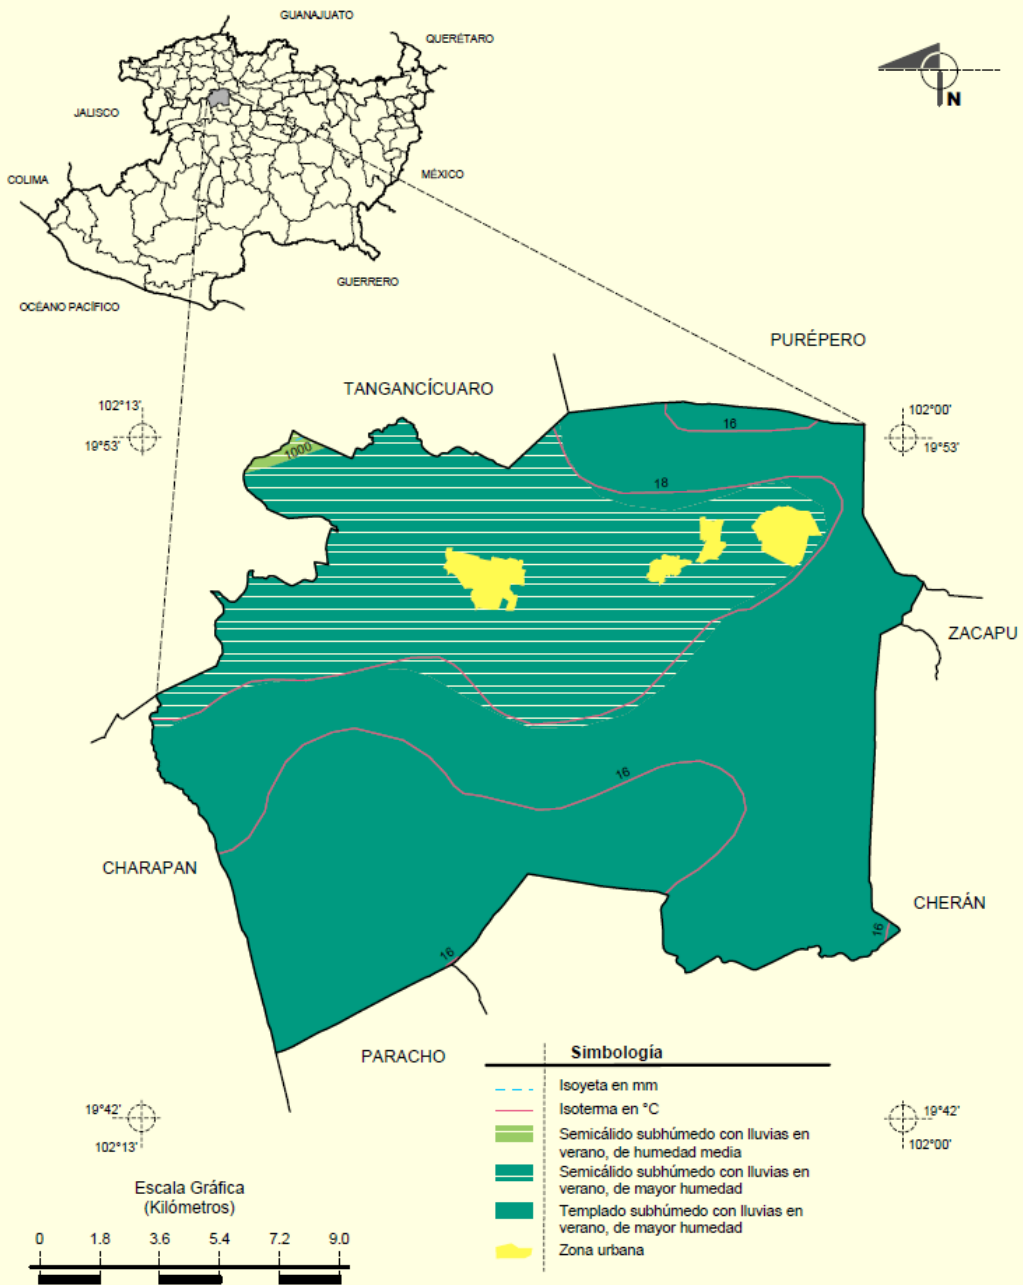 GUANAJUATO
QUERÉTARO
JALISCO
COLIMA
MÉXICO
GUERRERO
OCÉANO PACÍFICO
N
PURÉPERO
TANGANCÍCUARO
102°13'
19°53'
102°00'
19°53'
1000
16
18
ZACAPU
16
CHARAPAN
CHERÁN
16
16
PARACHO
19°42'
102°13'
19°42'
102°00'
Simbología
Isoyeta en mm
Isoterma en °C
Semicálido subhúmedo con lluvias en
verano, de humedad media
Semicálido subhúmedo con lluvias en
verano, de mayor humedad
Templado subhúmedo con lluvias en
verano, de mayor humedad
Zona urbana
Escala Gráfica
(Kilómetros)
0 1.8 3.6 5.4 7.2 9.0